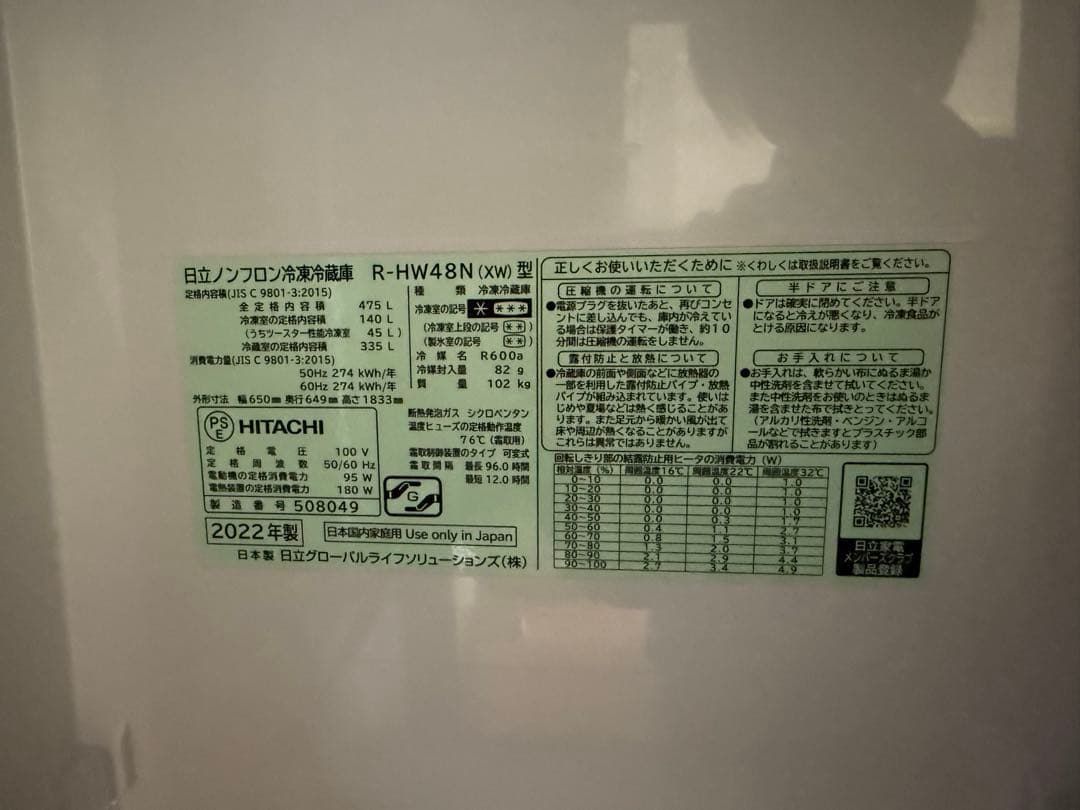 日立ノンフロン冷凍冷蔵庫 R-HW48N (XW) 型
定格内容積(JIS C 9801-3:2015)
全定格内容積 475 L
冷凍室の定格内容積 140 L
(うちツースター性能冷凍室 45 L)
冷蔵室の定格内容積 335 L
消費電力量(JIS C 9801-3:2015)
50Hz 274 kWh/年
60Hz 274 kWh/年
外形寸法 幅650mm 奥行649mm 高さ1833mm
種類 冷凍冷蔵庫
冷凍室の記号 * ***
(冷凍室上段の記号 **)
(製氷室の記号 **)
冷媒名 R600a
冷媒封入量 82 g
質量 102 kg
PS
E
HITACHI
定格電圧 100 V
定格周波数 50/60 Hz
電動機の定格消費電力 95 W
電熱装置の定格消費電力 180 W
製造番号 508049
断熱発泡ガス シクロペンタン
温度ヒューズの定格動作温度
76℃(霜取用)
霜取制御装置のタイプ 可変式
霜取間隔 最長96.0時間
最短12.0時間
G
2022年製
日本国内家庭用 Use only in Japan
日本製 日立グローバルライフソリューションズ(株)
正しくお使いいただくために ※くわしくは取扱説明書をご覧ください。
圧縮機の運転について
●電源プラグを抜いたあと、再びコンセ
ントに差し込んでも、庫内が冷えてい
る場合は保護タイマーが働き、約10
分間は圧縮機の運転をしません。
露付防止と放熱について
●冷蔵庫の前面や側面などに放熱器の
一部を利用した露付防止パイプ・放熱
パイプが組み込まれています。使いは
じめや夏場などは熱く感じることがあ
ります。また足元から暖かい風が出て
床や周辺が熱くなることがありますが
これらは異常ではありません。
半ドアにご注意
●ドアは確実に閉めてください。半ドア
になると冷えが悪くなり、冷凍食品が
とける原因になります。
お手入れについて
●お手入れは、軟らかい布にぬるま湯か
中性洗剤を含ませて拭いてください。
また中性洗剤をお使いのときはぬるま
湯を含ませた布で拭きとってください。
(アルカリ性洗剤・ベンジン・アルコ
ールなどで拭きますとプラスチック部
品が割れることがあります)
回転しきり部の結露防止用ヒータの消費電力(W)
相対湿度(%) 周囲温度16℃ 周囲温度22℃ 周囲温度32℃
0~10 0.0 0.0 1.0
10~20 0.0 0.0 1.0
20~30 0.0 0.0 1.0
30~40 0.0 0.0 1.0
40~50 0.0 0.3 1.7
50~60 0.4 1.1 2.7
60~70 0.8 1.5 3.1
70~80 1.3 2.0 3.7
80~90 2.1 2.9 4.4
90~100 2.7 3.4 4.9
日立家電
メンバーズクラブ
製品登録